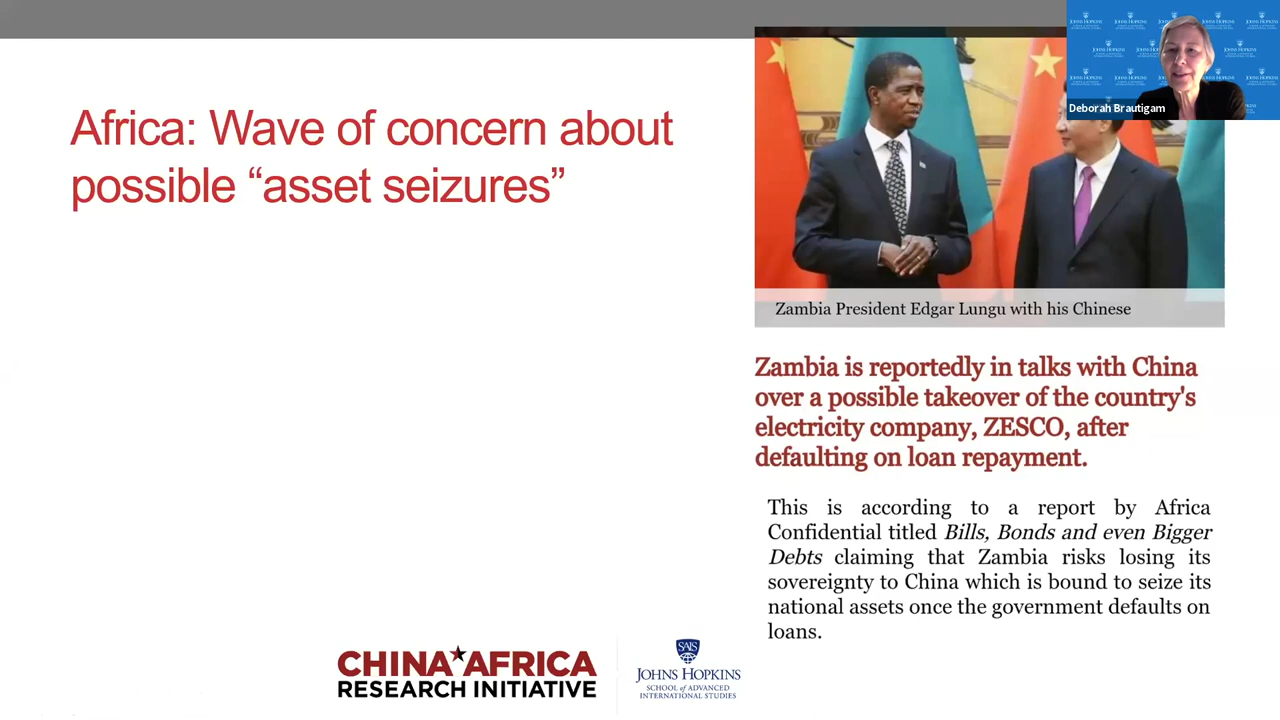 Africa: Wave of concern about
possible “asset seizures”
Deborah Brautigam
Zambia President Edgar Lungu with his Chinese
Zambia is reportedly in talks with China
over a possible takeover of the country's
electricity company, ZESCO, after
defaulting on loan repayment.
This is according to a report by Africa
Confidential titled Bills, Bonds and even Bigger
Debts claiming that Zambia risks losing its
sovereignty to China which is bound to seize its
national assets once the government defaults on
loans.
CHINA AFRICA
RESEARCH INITIATIVE
SAIS
JOHNS HOPKINS
SCHOOL of ADVANCED
INTERNATIONAL STUDIES